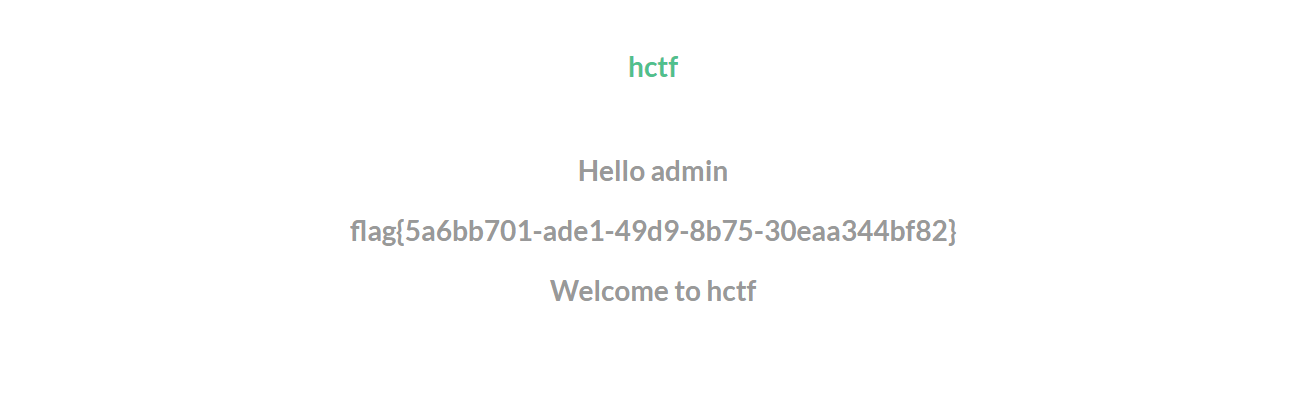 hctf
Hello admin
flag{5a6bb701-ade1-49d9-8b75-30eaa344bf82}
Welcome to hctf